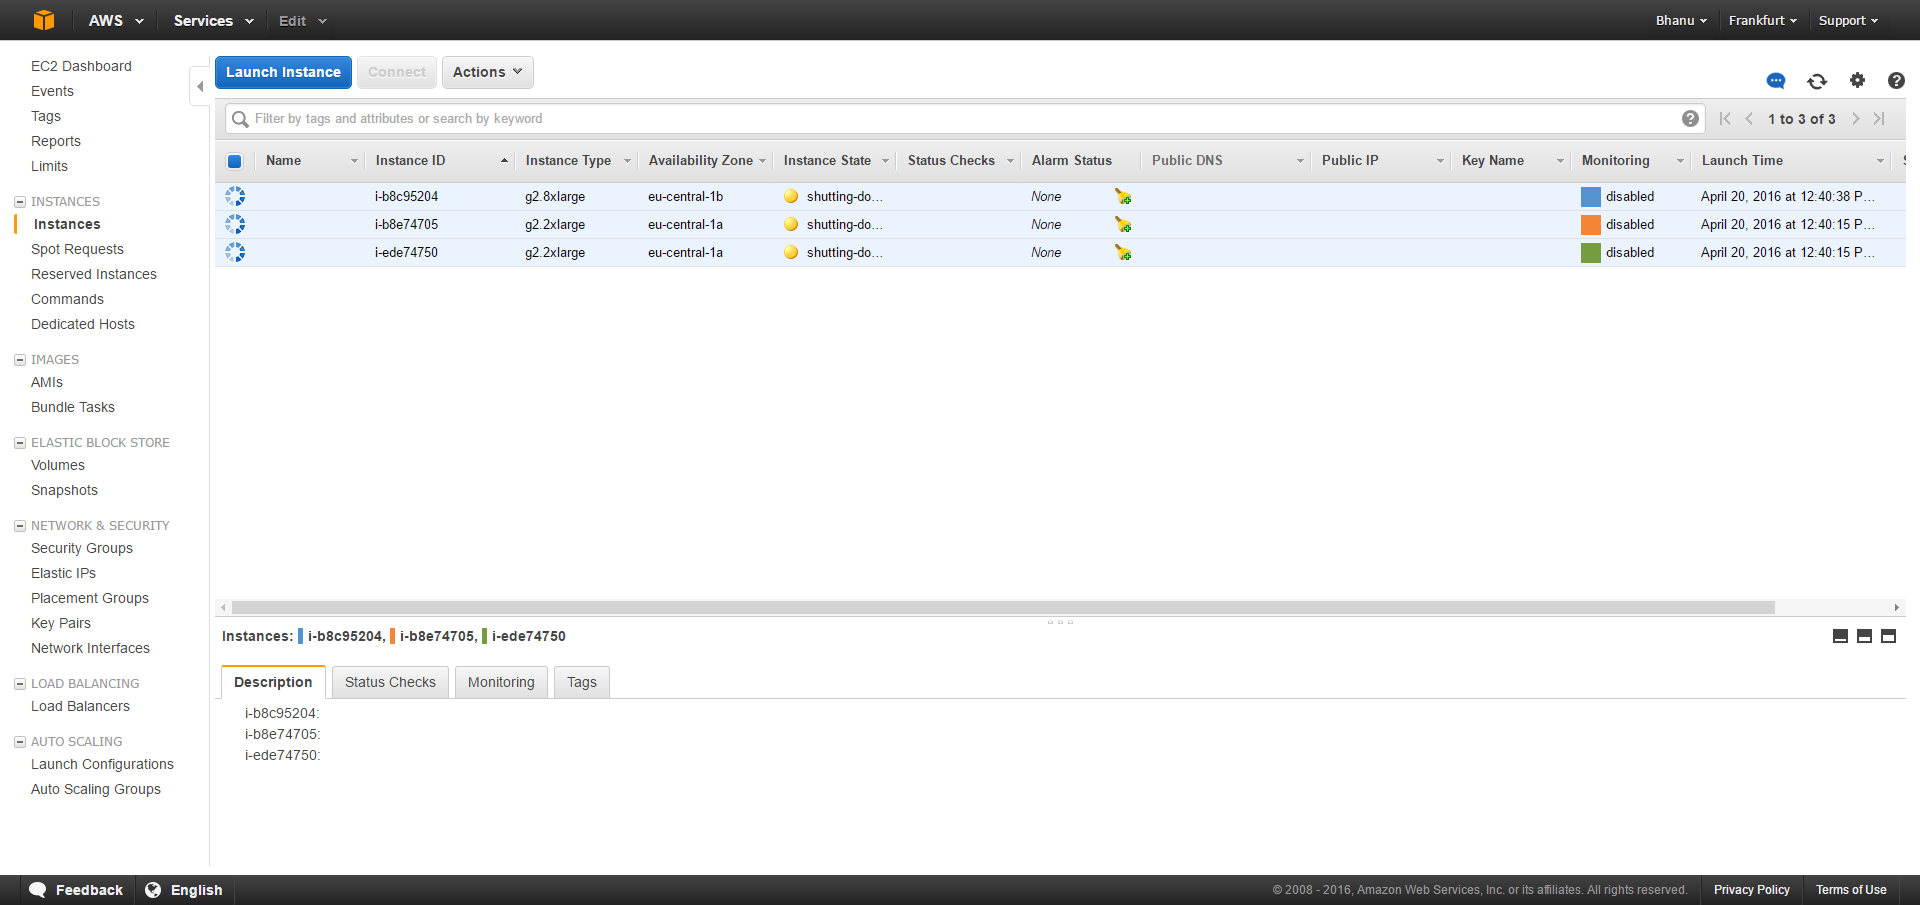 AWS Services Edit Bhanu Frankfurt Support
EC2 Dashboard
Events
Tags
Reports
Limits
INSTANCES
Instances
Spot Requests
Reserved Instances
Commands
Dedicated Hosts
IMAGES
AMIs
Bundle Tasks
ELASTIC BLOCK STORE
Volumes
Snapshots
NETWORK & SECURITY
Security Groups
Elastic IPs
Placement Groups
Key Pairs
Network Interfaces
LOAD BALANCING
Load Balancers
AUTO SCALING
Launch Configurations
Auto Scaling Groups
Launch Instance Connect Actions
Filter by tags and attributes or search by keyword 1 to 3 of 3
Name Instance ID Instance Type Availability Zone Instance State Status Checks Alarm Status Public DNS Public IP Key Name Monitoring Launch Time
i-b8c95204 g2.8xlarge eu-central-1b shutting-do... None disabled April 20, 2016 at 12:40:38 P...
i-b8e74705 g2.2xlarge eu-central-1a shutting-do... None disabled April 20, 2016 at 12:40:15 P...
i-ede74750 g2.2xlarge eu-central-1a shutting-do... None disabled April 20, 2016 at 12:40:15 P...
Instances: i-b8c95204, i-b8e74705, i-ede74750
Description Status Checks Monitoring Tags
i-b8c95204:
i-b8e74705:
i-ede74750:
Feedback English © 2008 - 2016, Amazon Web Services, Inc. or its affiliates. All rights reserved. Privacy Policy Terms of Use